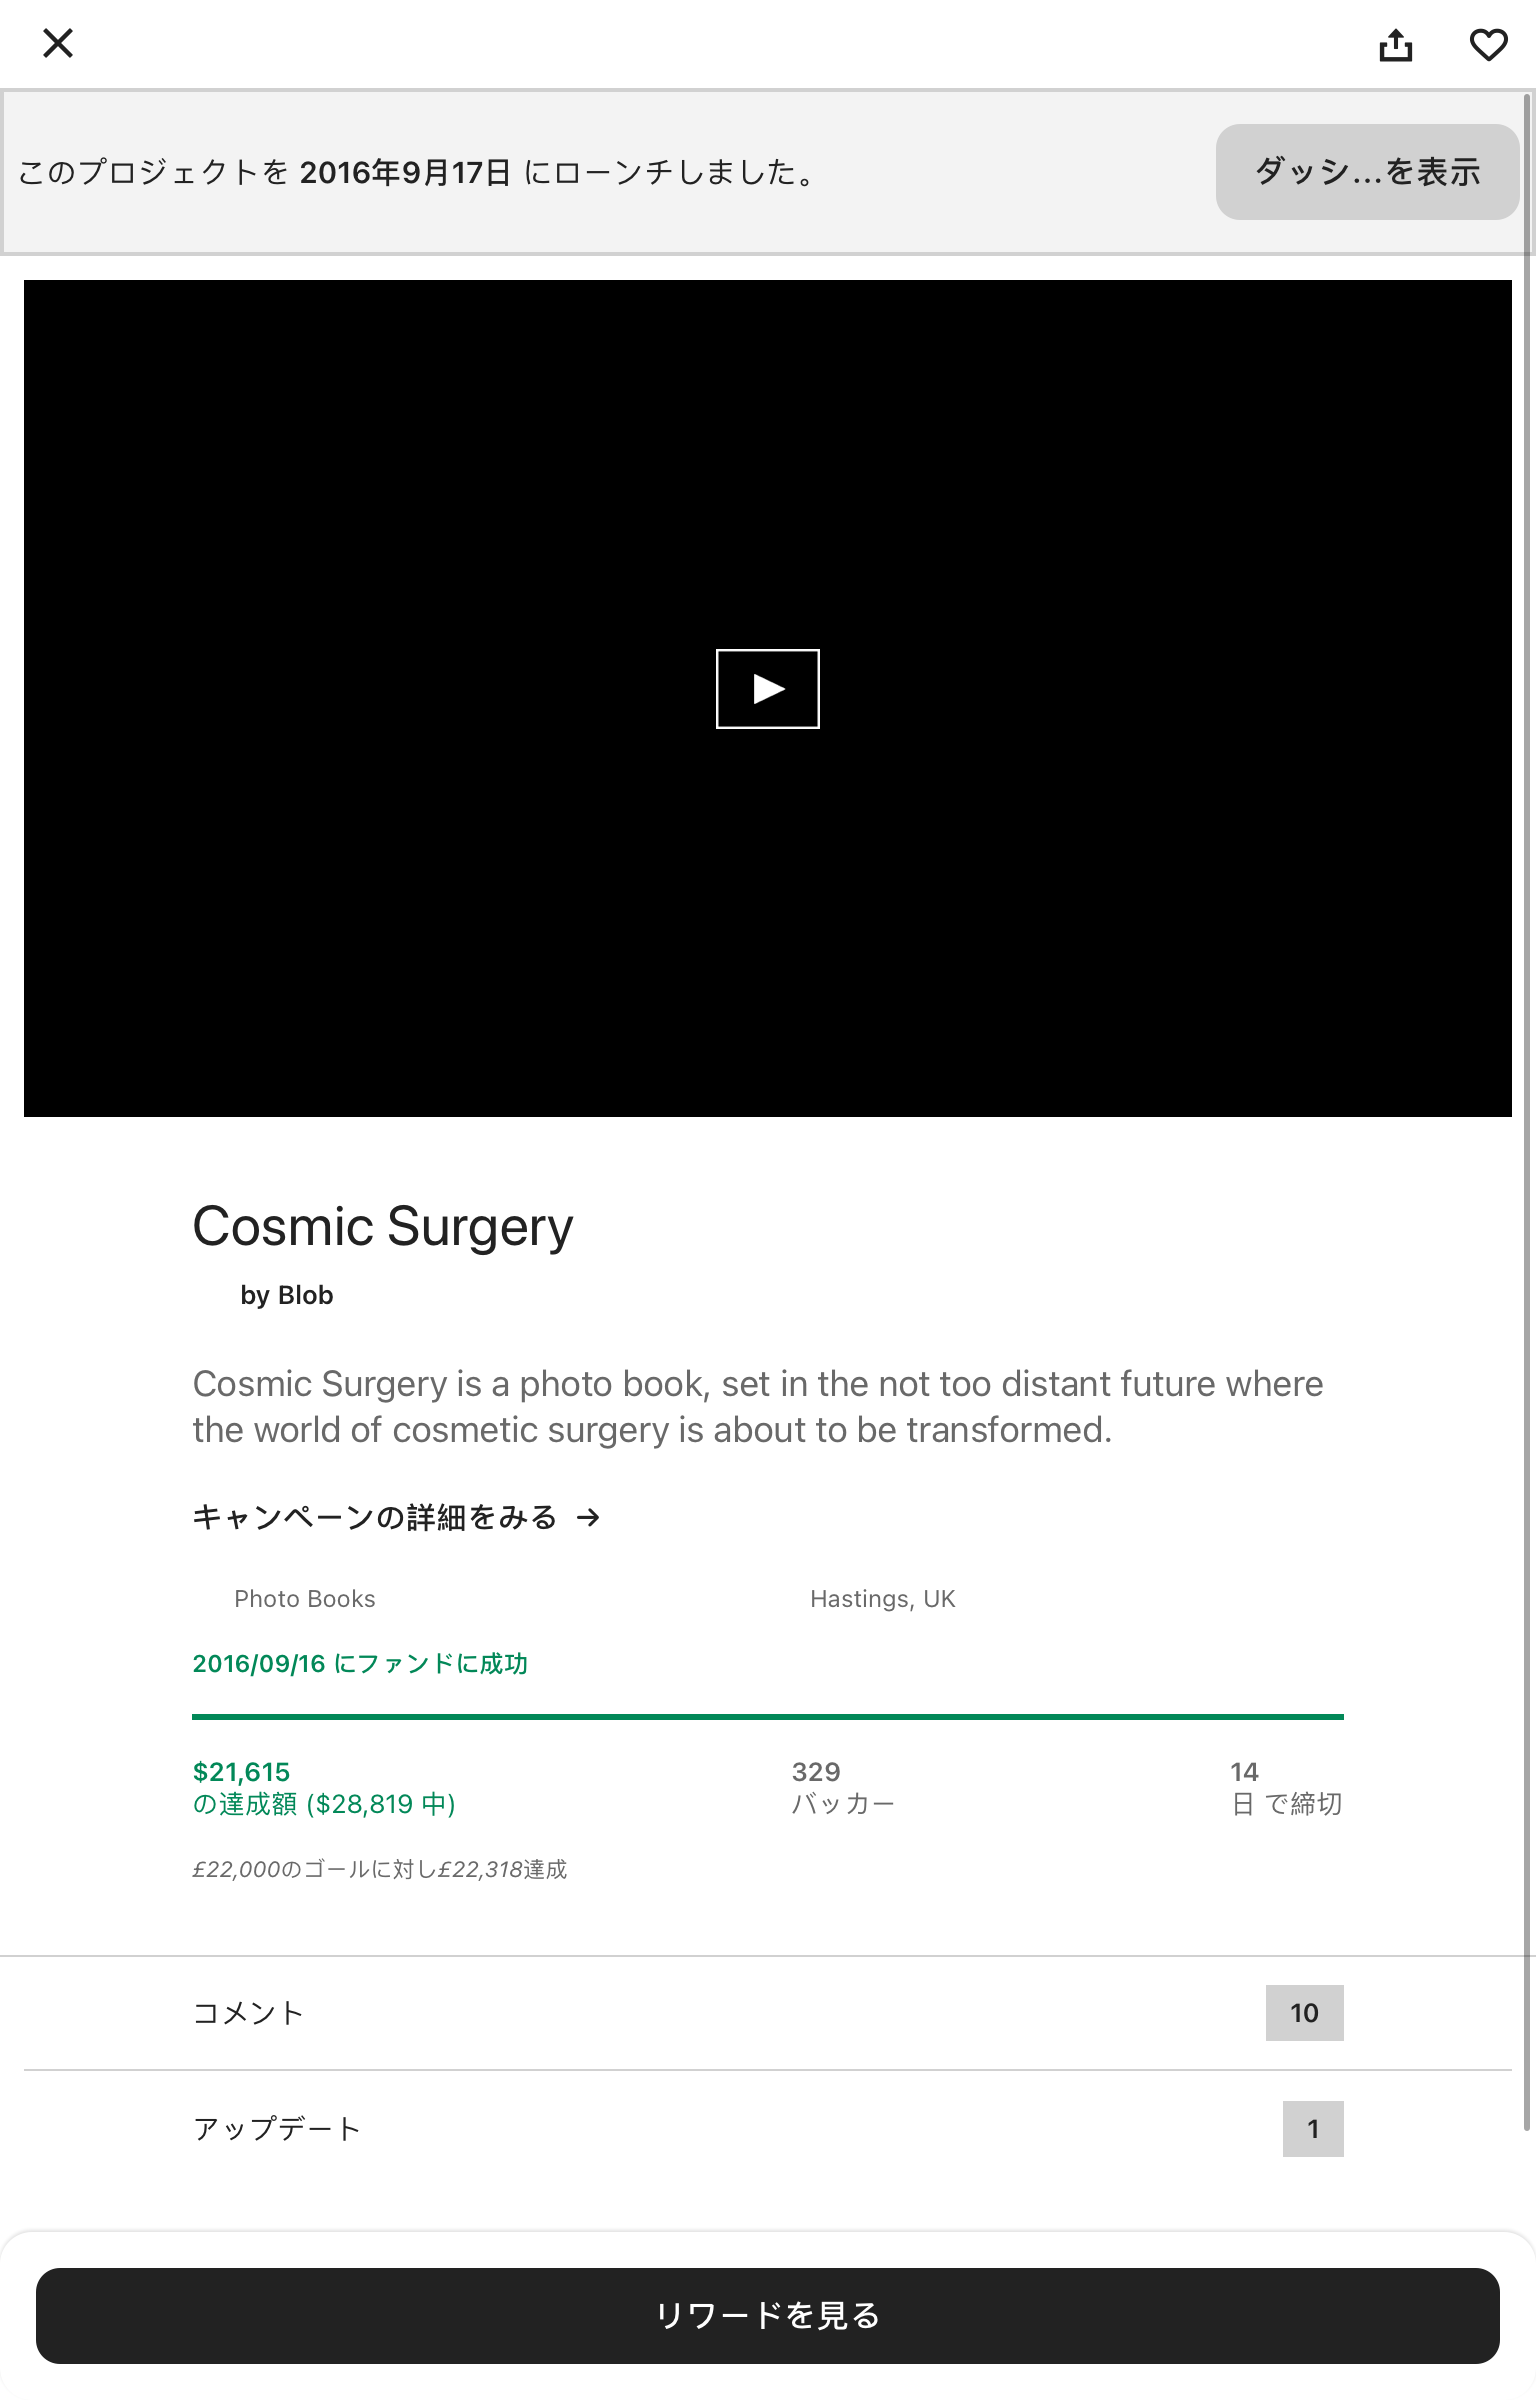 このプロジェクトを 2016年9月17日 にローンチしました。
ダッシ...を表示
Cosmic Surgery
by Blob
Cosmic Surgery is a photo book, set in the not too distant future where
the world of cosmetic surgery is about to be transformed.
キャンペーンの詳細をみる →
Photo Books
Hastings, UK
2016/09/16 にファンドに成功
$21,615
の達成額 ($28,819 中)
329
バッカー
14
日 で締切
£22,000のゴールに対し£22,318達成
コメント
10
アップデート
1
リワードを見る